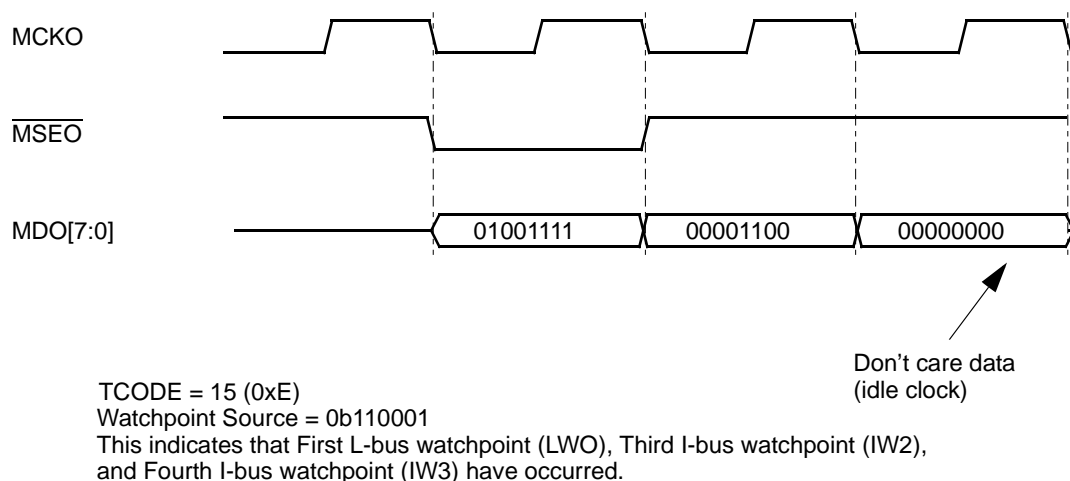 MCKO
MSEO
MDO[7:0]
01001111
00001100
00000000
Don't care data
(idle clock)
TCODE = 15 (0xE)
Watchpoint Source = 0b110001
This indicates that First L-bus watchpoint (LWO), Third I-bus watchpoint (IW2),
and Fourth I-bus watchpoint (IW3) have occurred.